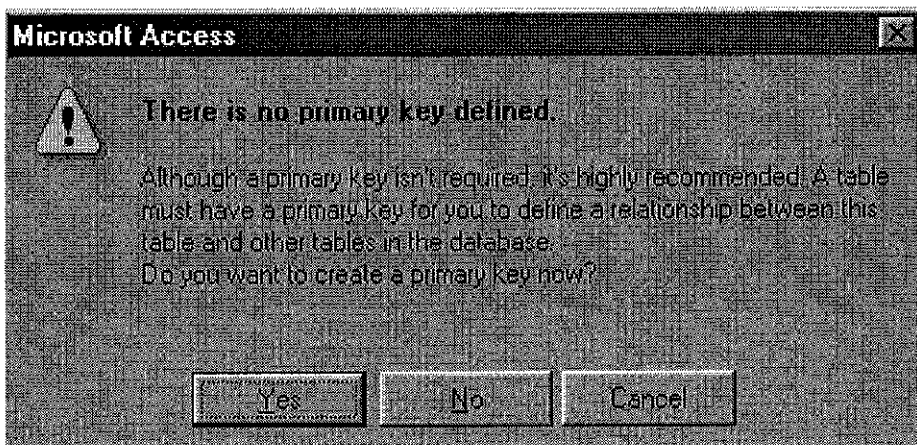 Microsoft Access
There is no primary key defined.
Although a primary key isn't required, it's highly recommended. A table
must have a primary key for you to define a relationship between this
table and other tables in the database.
Do you want to create a primary key now?
Yes No Cancel